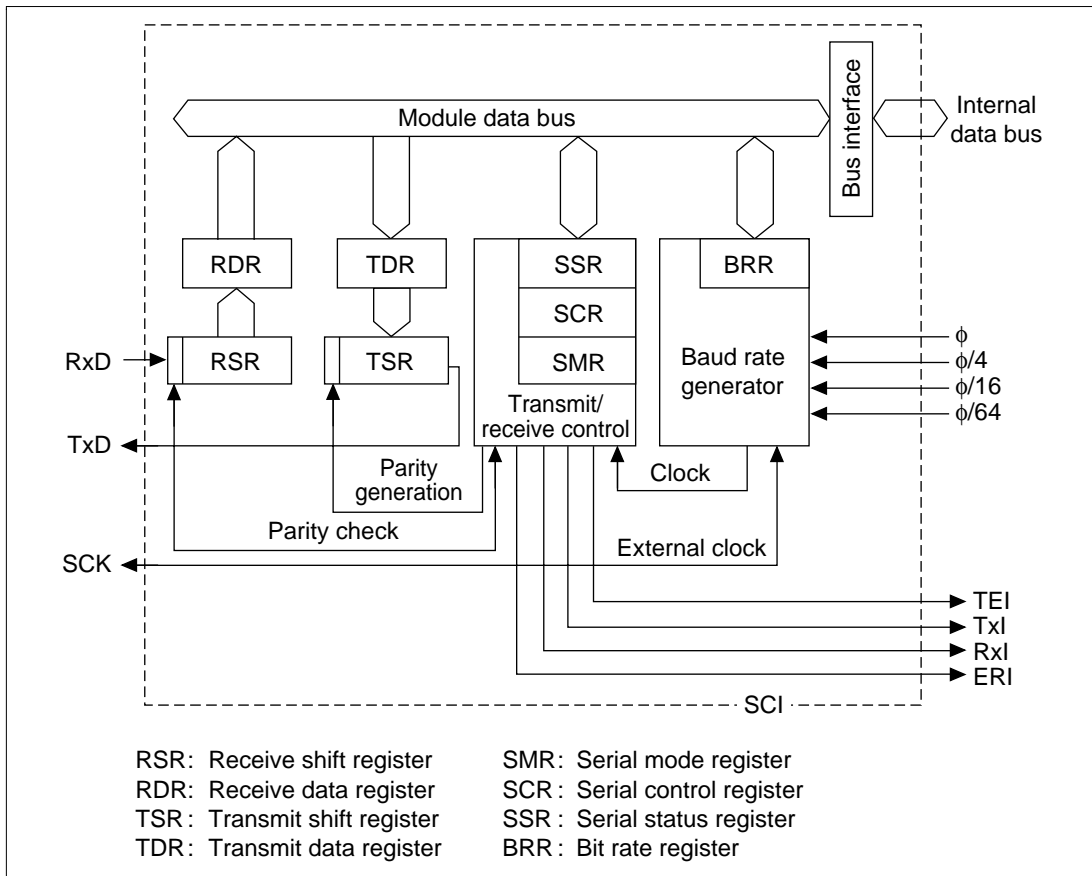 Module data bus
Bus interface
Internal
data bus
RDR
TDR
SSR
BRR
SCR
RxD
RSR
TSR
SMR
Baud rate
generator
ϕ
ϕ/4
ϕ/16
ϕ/64
Transmit/
receive control
TxD
Parity
generation
Clock
Parity check
SCK
External clock
TEI
TxI
RxI
ERI
SCI
RSR: Receive shift register
RDR: Receive data register
TSR: Transmit shift register
TDR: Transmit data register
SMR: Serial mode register
SCR: Serial control register
SSR: Serial status register
BRR: Bit rate register